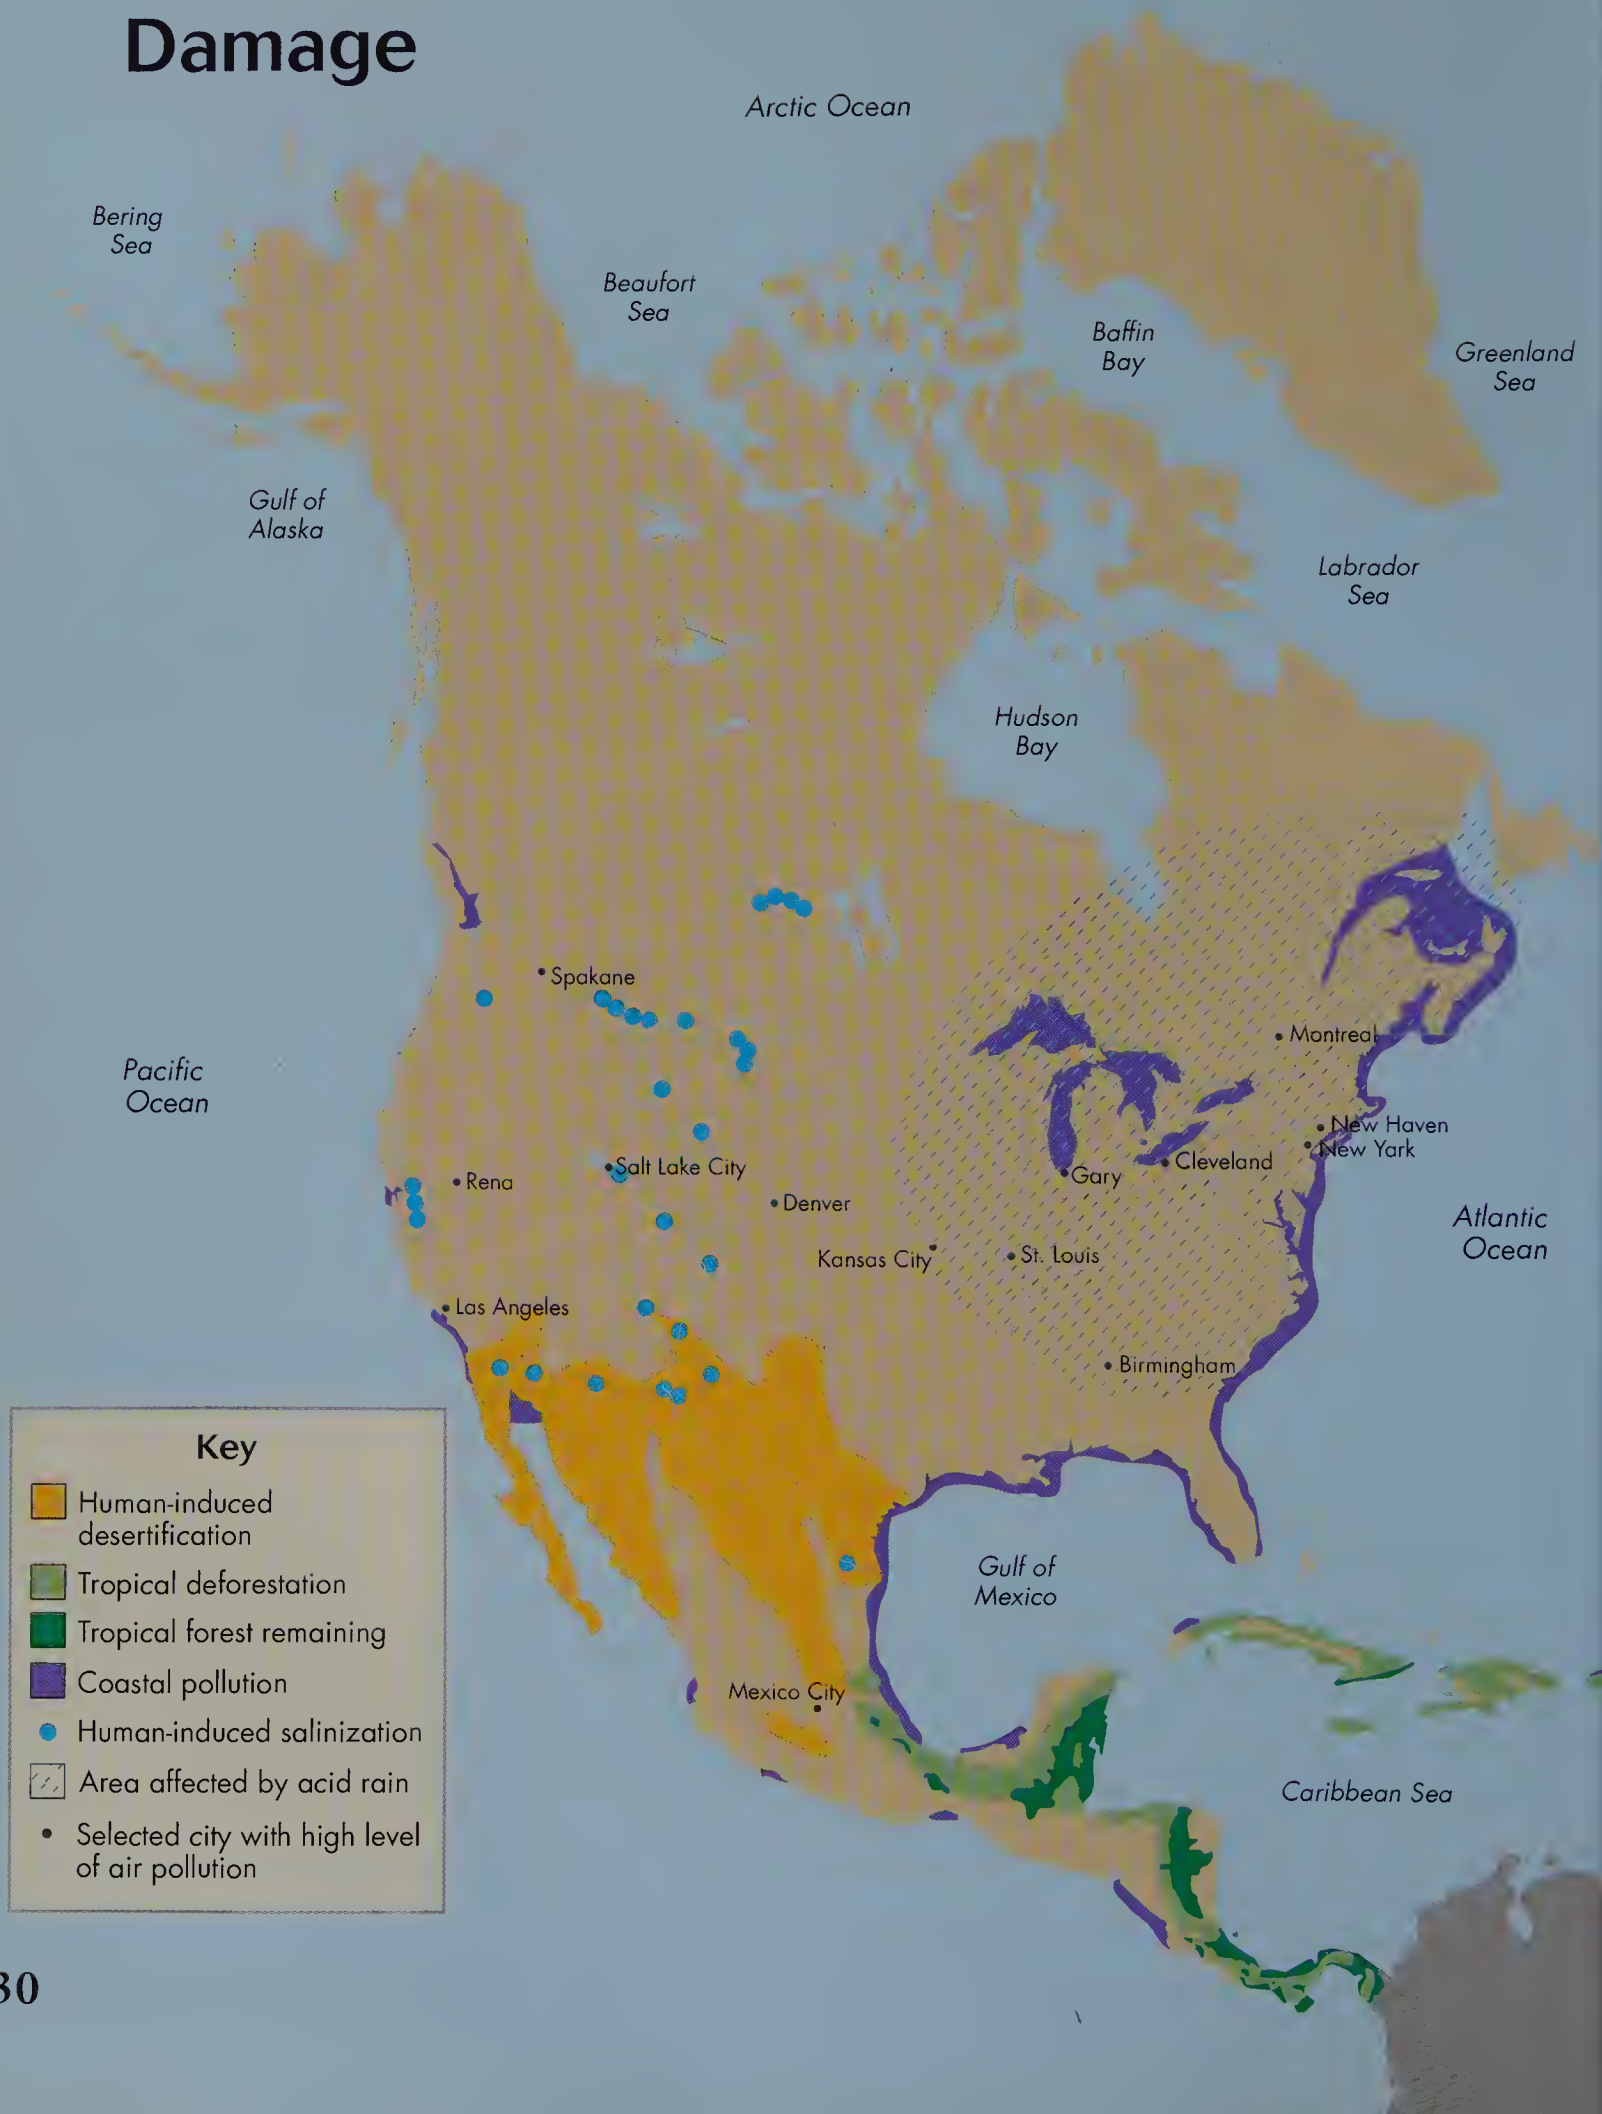 Damage
Arctic Ocean
Bering
Sea
Beaufort
Sea
Baffin
Bay
Greenland
Sea
Gulf of
Alaska
Labrador
Sea
Hudson
Bay
Spakane
Montreal
Pacific
Ocean
New Haven
New York
Cleveland
Gary
Salt Lake City
Rena
Denver
Atlantic
Ocean
Kansas City
St. Louis
Las Angeles
Birmingham
Key
Human-induced
desertification
Tropical deforestation
Tropical forest remaining
Coastal pollution
Human-induced salinization
Area affected by acid rain
Selected city with high level
of air pollution
Gulf of
Mexico
Mexico City
Caribbean Sea
30